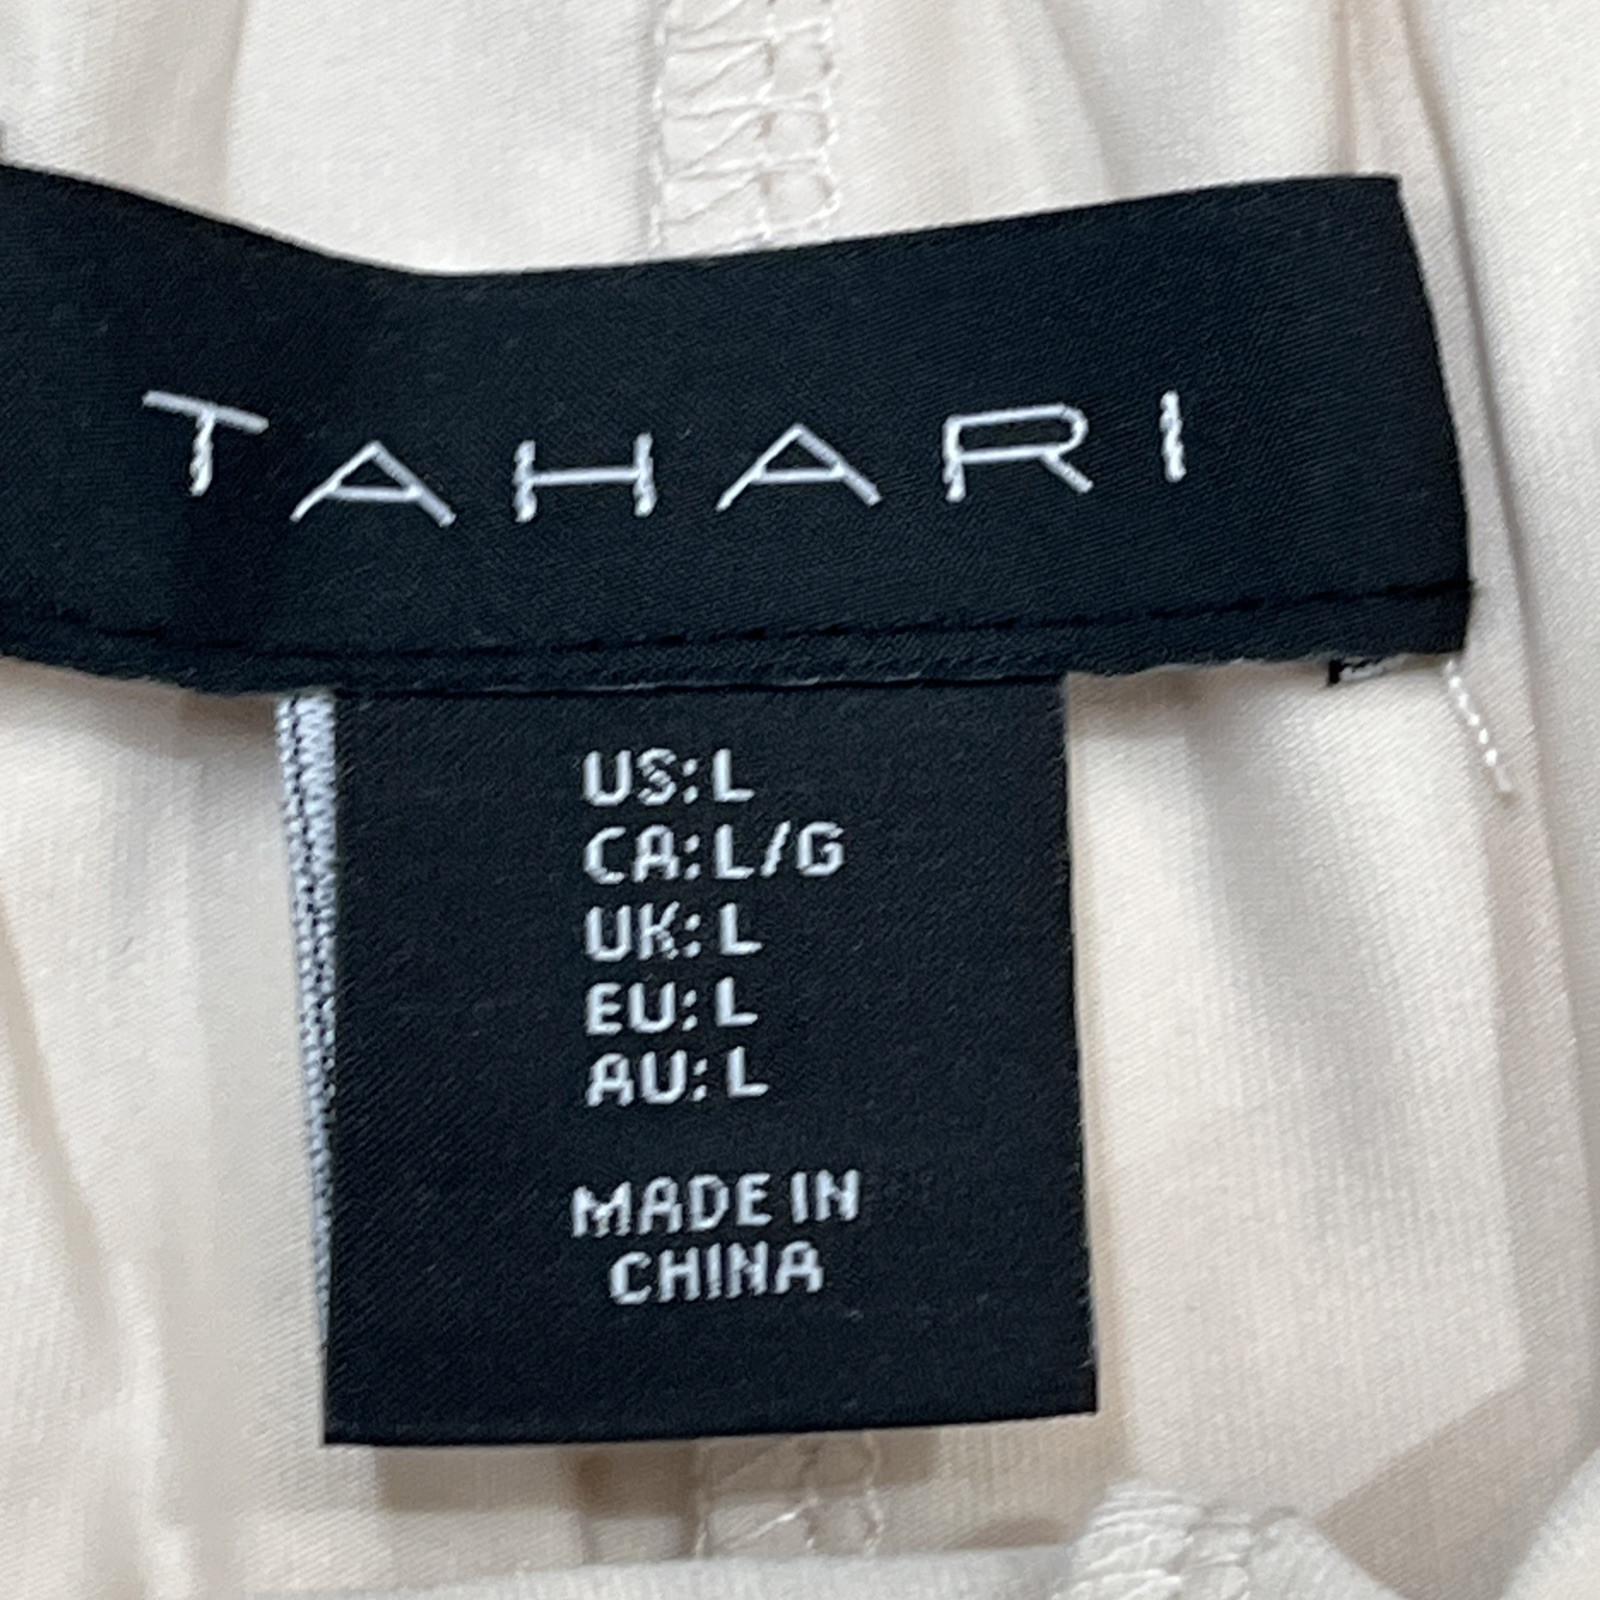 TAHARI
US: L
CA: L/G
UK: L
EU: L
AU: L
MADE IN
CHINA